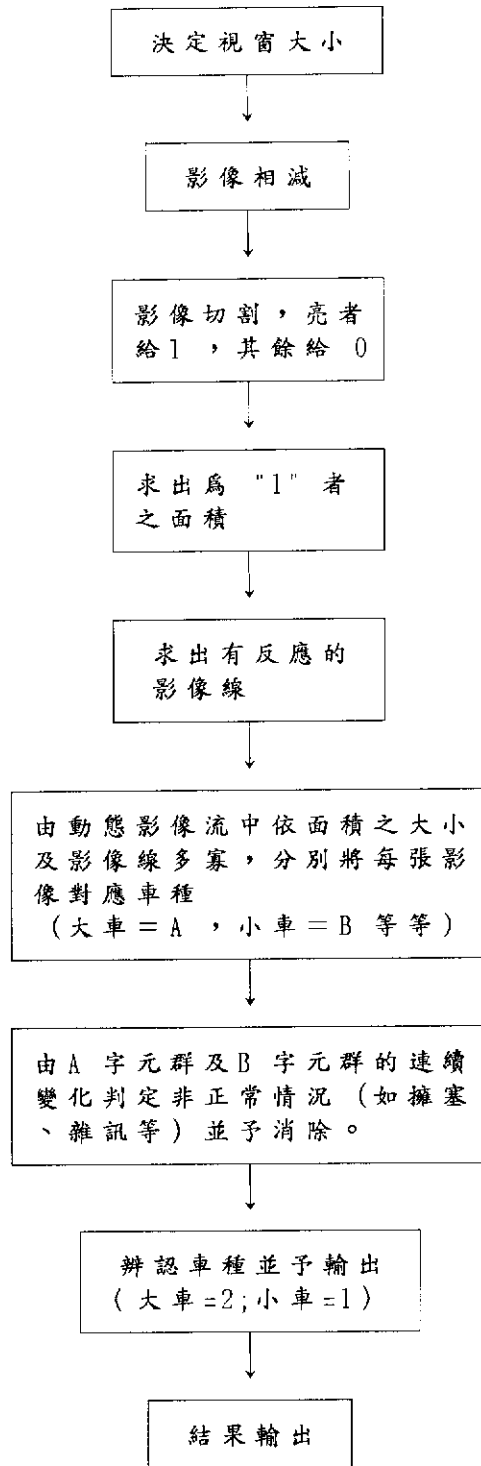 決定視窗大小
影像相減
影像切割，亮者
給1，其餘給 0
求出爲 "1" 者
之面積
求出有反應的
影像線
由動態影像流中依面積之大小
及影像線多寡，分別將每張影
像對應車種
(大車＝A ，小車＝B 等等)
由A 字元群及B 字元群的連續
變化判定非正常情況 (如擁塞
、雜訊等) 並予消除。
辨認車種並予輸出
(大車=2;小車=1)
結果輸出